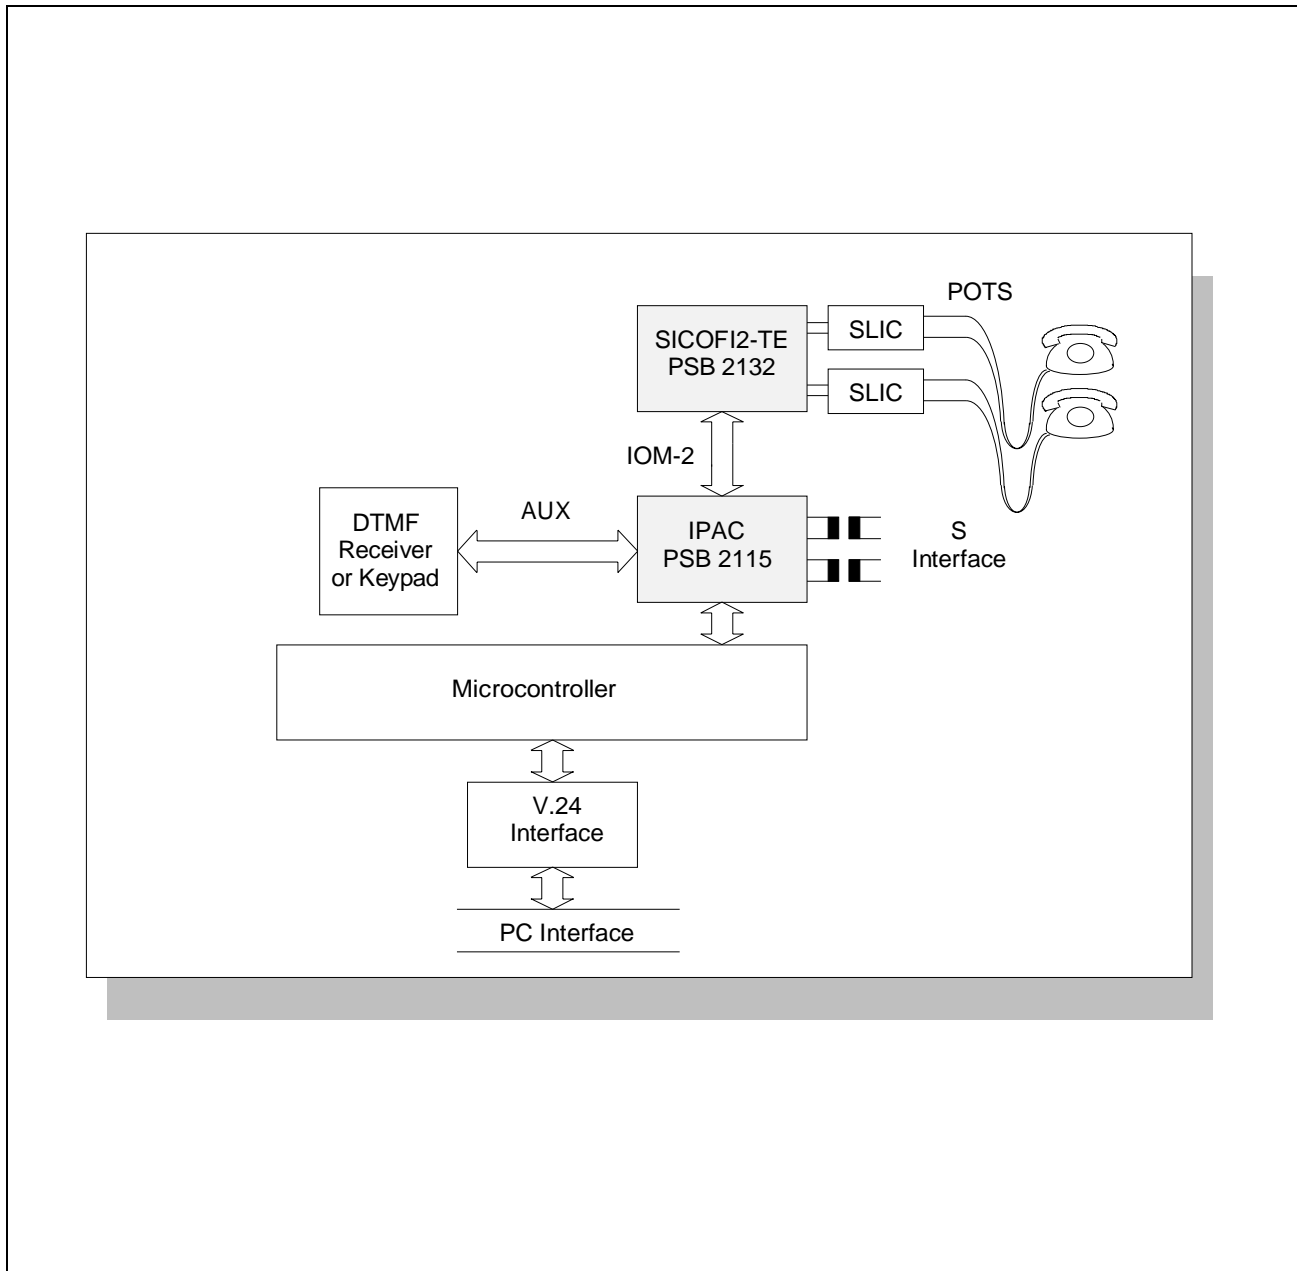 POTS
SICOFI2-TE
PSB 2132
SLIC
SLIC
IOM-2
DTMF
Receiver
or Keypad
AUX
IPAC
PSB 2115
S
Interface
Microcontroller
V.24
Interface
PC Interface